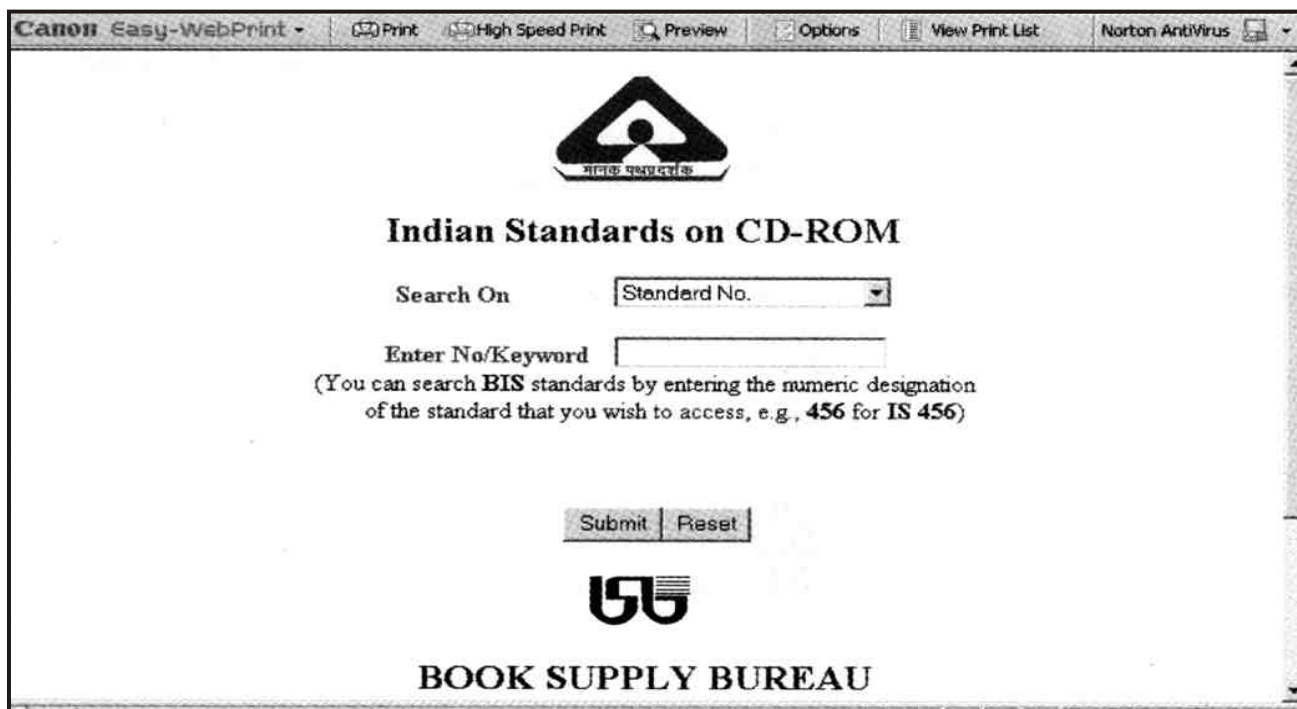 Canon Easy-WebPrint Print High Speed Print Preview Options View Print List Norton AntiVirus
मानक पथप्रदर्शक
Indian Standards on CD-ROM
Search On Standard No.
Enter No/Keyword
(You can search BIS standards by entering the numeric designation
of the standard that you wish to access, e.g., 456 for IS 456)
Submit Reset
bsb
BOOK SUPPLY BUREAU